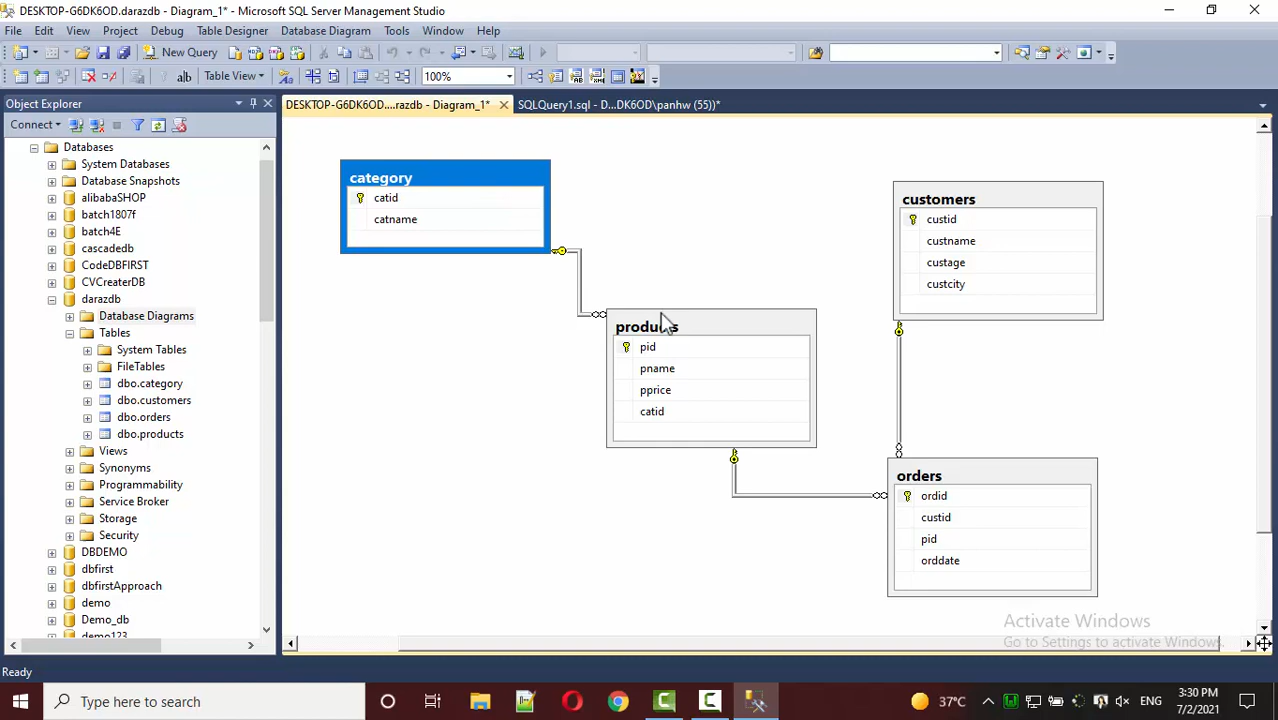 DESKTOP-G6DK6OD.darazdb - Diagram_1* - Microsoft SQL Server Management Studio
File Edit View Project Debug Table Designer Database Diagram Tools Window Help
New Query
Table View 100%
Object Explorer
Connect
Databases
System Databases
Database Snapshots
alibabaSHOP
batch1807f
batch4E
cascadedb
CodeDBFIRST
CVCreaterDB
darazdb
Database Diagrams
Tables
System Tables
FileTables
dbo.category
dbo.customers
dbo.orders
dbo.products
Views
Synonyms
Programmability
Service Broker
Storage
Security
DBDEMO
dbfirst
dbfirstApproach
demo
Demo_db
demo123
DESKTOP-G6DK6OD....razdb - Diagram_1* SQLQuery1.sql - D...DK6OD\panhw (55))*
category
catid
catname
products
pid
pname
pprice
catid
customers
custid
custname
custage
custcity
orders
ordid
custid
pid
orddate
Activate Windows
Go to Settings to activate Windows.
Ready
Type here to search
37°C
ENG
3:30 PM
7/2/2021